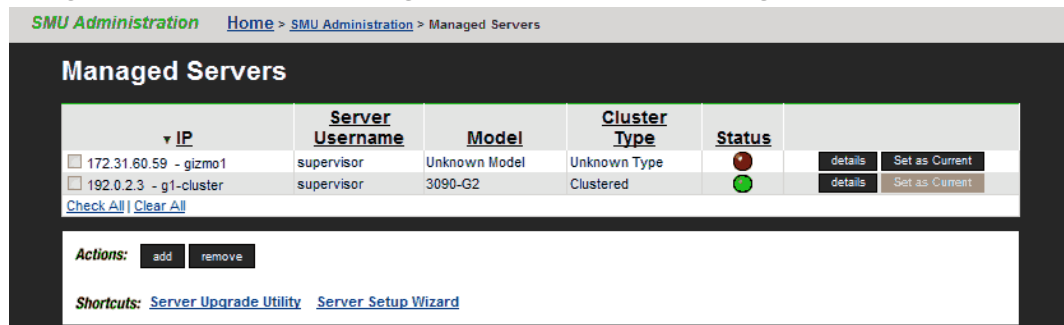 SMU Administration Home > SMU Administration > Managed Servers
Managed Servers
▼ IP Server Username Model Cluster Type Status
172.31.60.59 - gizmo1 supervisor Unknown Model Unknown Type details Set as Current
192.0.2.3 - g1-cluster supervisor 3090-G2 Clustered details Set as Current
Check All | Clear All
Actions: add remove
Shortcuts: Server Upgrade Utility Server Setup Wizard